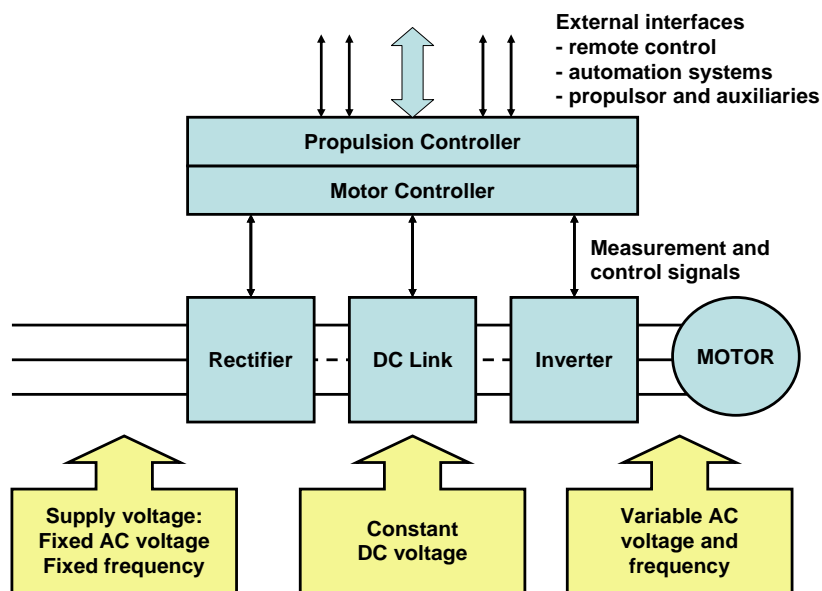 External interfaces
- remote control
- automation systems
- propulsor and auxiliaries
Propulsion Controller
Motor Controller
Measurement and
control signals
Rectifier
DC Link
Inverter
MOTOR
Supply voltage:
Fixed AC voltage
Fixed frequency
Constant
DC voltage
Variable AC
voltage and
frequency